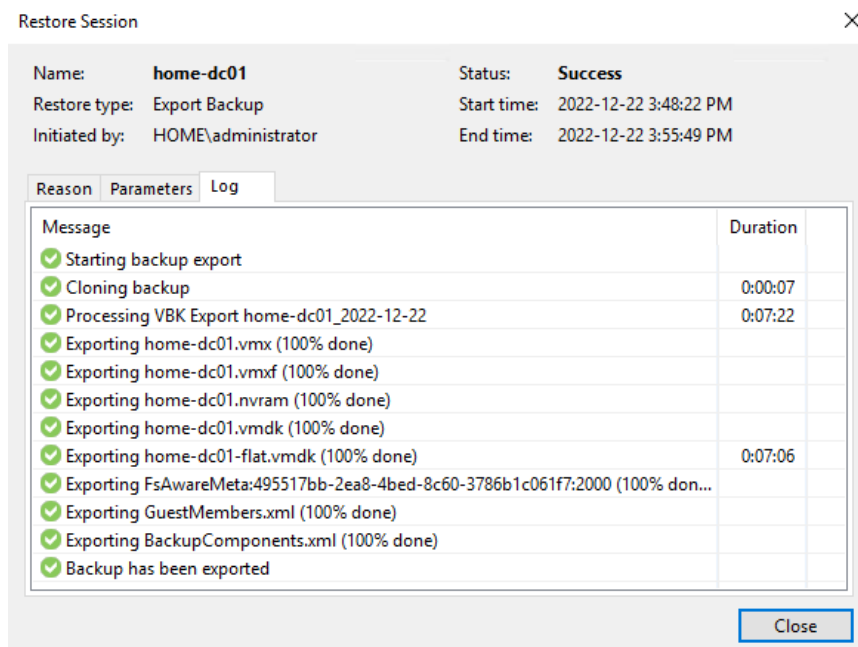 Restore Session
Name: home-dc01 Status: Success
Restore type: Export Backup Start time: 2022-12-22 3:48:22 PM
Initiated by: HOME\administrator End time: 2022-12-22 3:55:49 PM
Reason Parameters Log
Message Duration
Starting backup export
Cloning backup 0:00:07
Processing VBK Export home-dc01_2022-12-22 0:07:22
Exporting home-dc01.vmx (100% done)
Exporting home-dc01.vmxf (100% done)
Exporting home-dc01.nvram (100% done)
Exporting home-dc01.vmdk (100% done)
Exporting home-dc01-flat.vmdk (100% done) 0:07:06
Exporting FsAwareMeta:495517bb-2ea8-4bed-8c60-3786b1c061f7:2000 (100% don...
Exporting GuestMembers.xml (100% done)
Exporting BackupComponents.xml (100% done)
Backup has been exported
Close